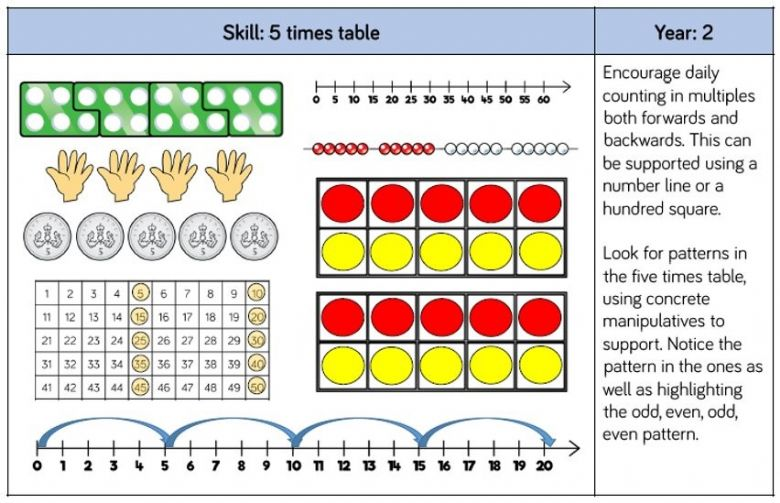 Skill: 5 times table
Year: 2
0 5 10 15 20 25 30 35 40 45 50 55 60
5 5 5 5 5
1 2 3 4 5 6 7 8 9 10
11 12 13 14 15 16 17 18 19 20
21 22 23 24 25 26 27 28 29 30
31 32 33 34 35 36 37 38 39 40
41 42 43 44 45 46 47 48 49 50
0 1 2 3 4 5 6 7 8 9 10 11 12 13 14 15 16 17 18 19 20
Encourage daily
counting in multiples
both forwards and
backwards. This can
be supported using a
number line or a
hundred square.
Look for patterns in
the five times table,
using concrete
manipulatives to
support. Notice the
pattern in the ones as
well as highlighting
the odd, even, odd,
even pattern.